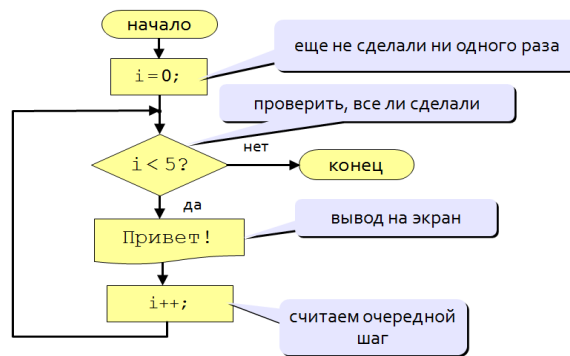 начало
еще не сделали ни одного раза
i=0;
проверить, все ли сделали
i<5?
нет
конец
да
Привет!
вывод на экран
i++;
считаем очередной
шаг